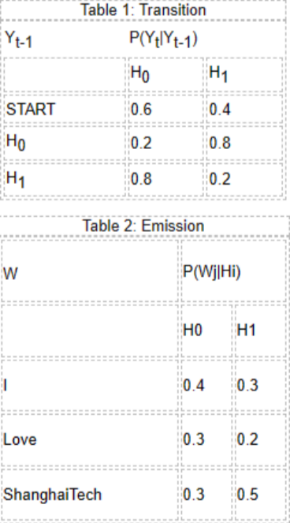 Table 1: Transition
Yt-1 P(Yt|Yt-1)
H0 H1
START 0.6 0.4
H0 0.2 0.8
H1 0.8 0.2
Table 2: Emission
W P(Wj|Hi)
H0 H1
I 0.4 0.3
Love 0.3 0.2
ShanghaiTech 0.3 0.5